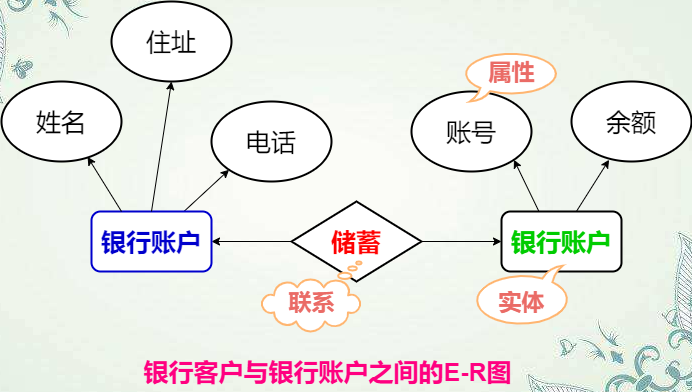 住址
属性
姓名
电话
账号
余额
银行账户
储蓄
银行账户
联系
实体
银行客户与银行账户之间的E-R图